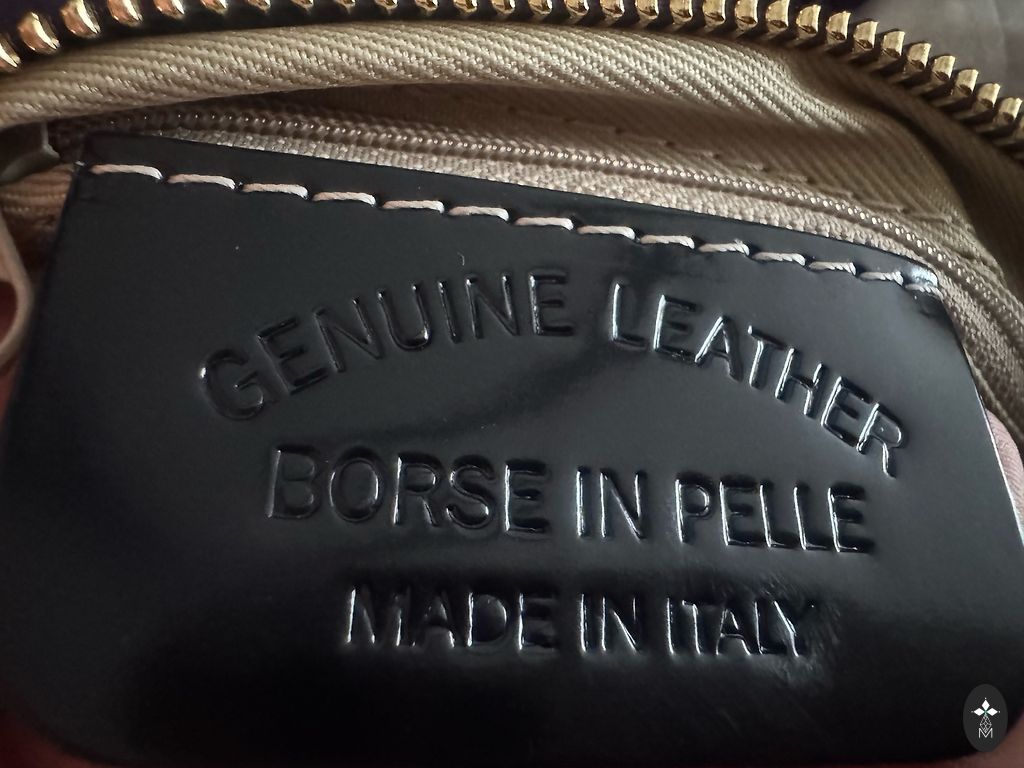 GENUINE LEATHER
BORSE IN PELLE
MADE IN ITALY
M